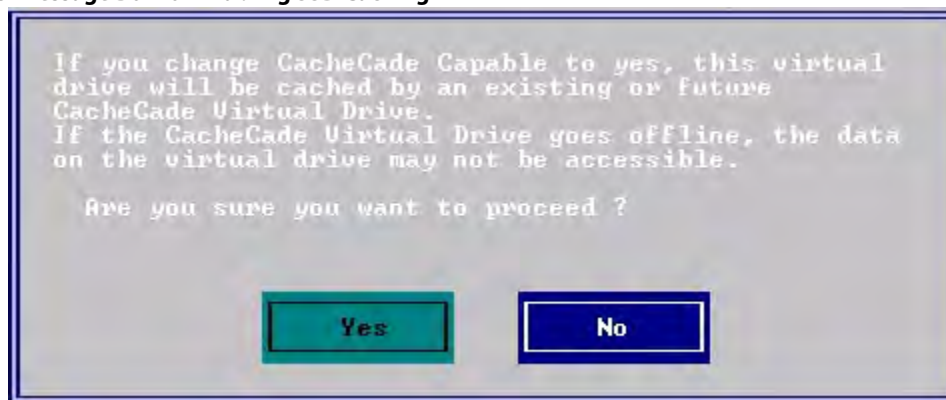 If you change CacheCade Capable to yes, this virtual
drive will be cached by an existing or future
CacheCade Virtual Drive.
If the CacheCade Virtual Drive goes offline, the data
on the virtual drive may not be accessible.
Are you sure you want to proceed ?
Yes No